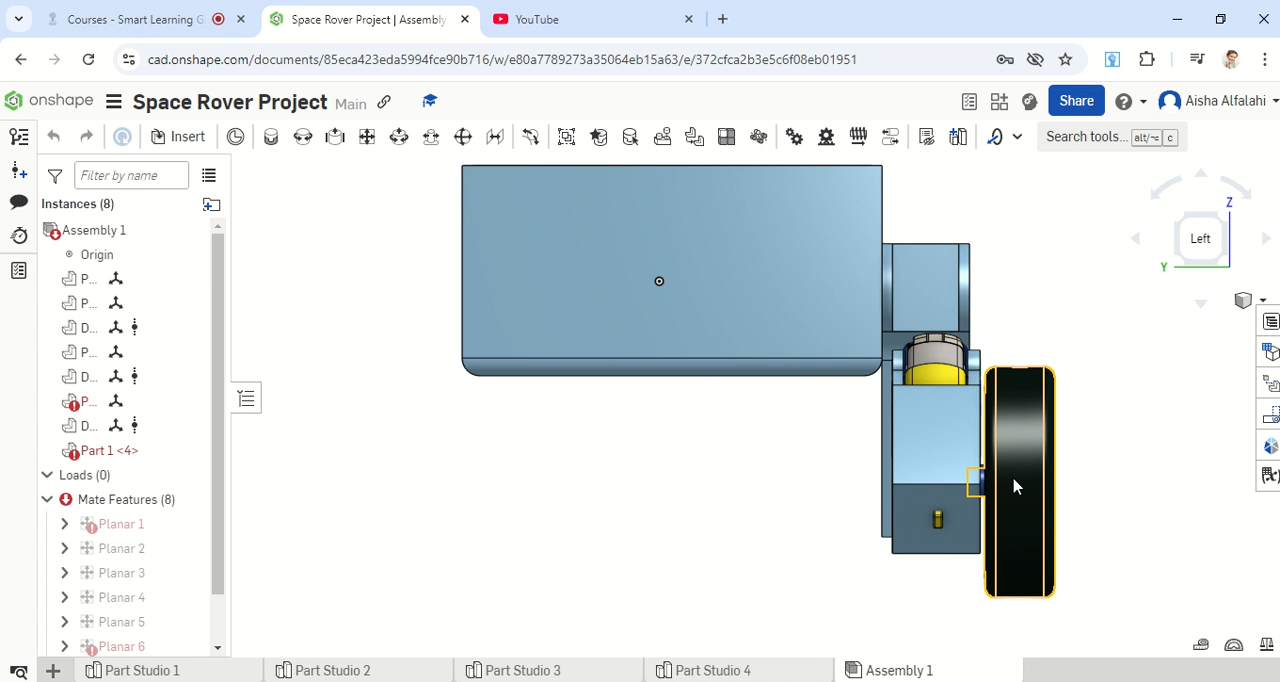 Courses - Smart Learning G
Space Rover Project | Assembly
YouTube
cad.onshape.com/documents/85eca423eda5994fce90b716/w/e80a7789273a35064eb15a63/e/372cfca2b3e5c6f08eb01951
onshape
Space Rover Project Main
Share
Aisha Alfalahi
Insert
Search tools... alt/⌥ c
Filter by name
Instances (8)
Assembly 1
Origin
P...
P...
D...
P...
D...
P...
D...
Part 1 <4>
Loads (0)
Mate Features (8)
Planar 1
Planar 2
Planar 3
Planar 4
Planar 5
Planar 6
Z
Left
Y
Part Studio 1
Part Studio 2
Part Studio 3
Part Studio 4
Assembly 1